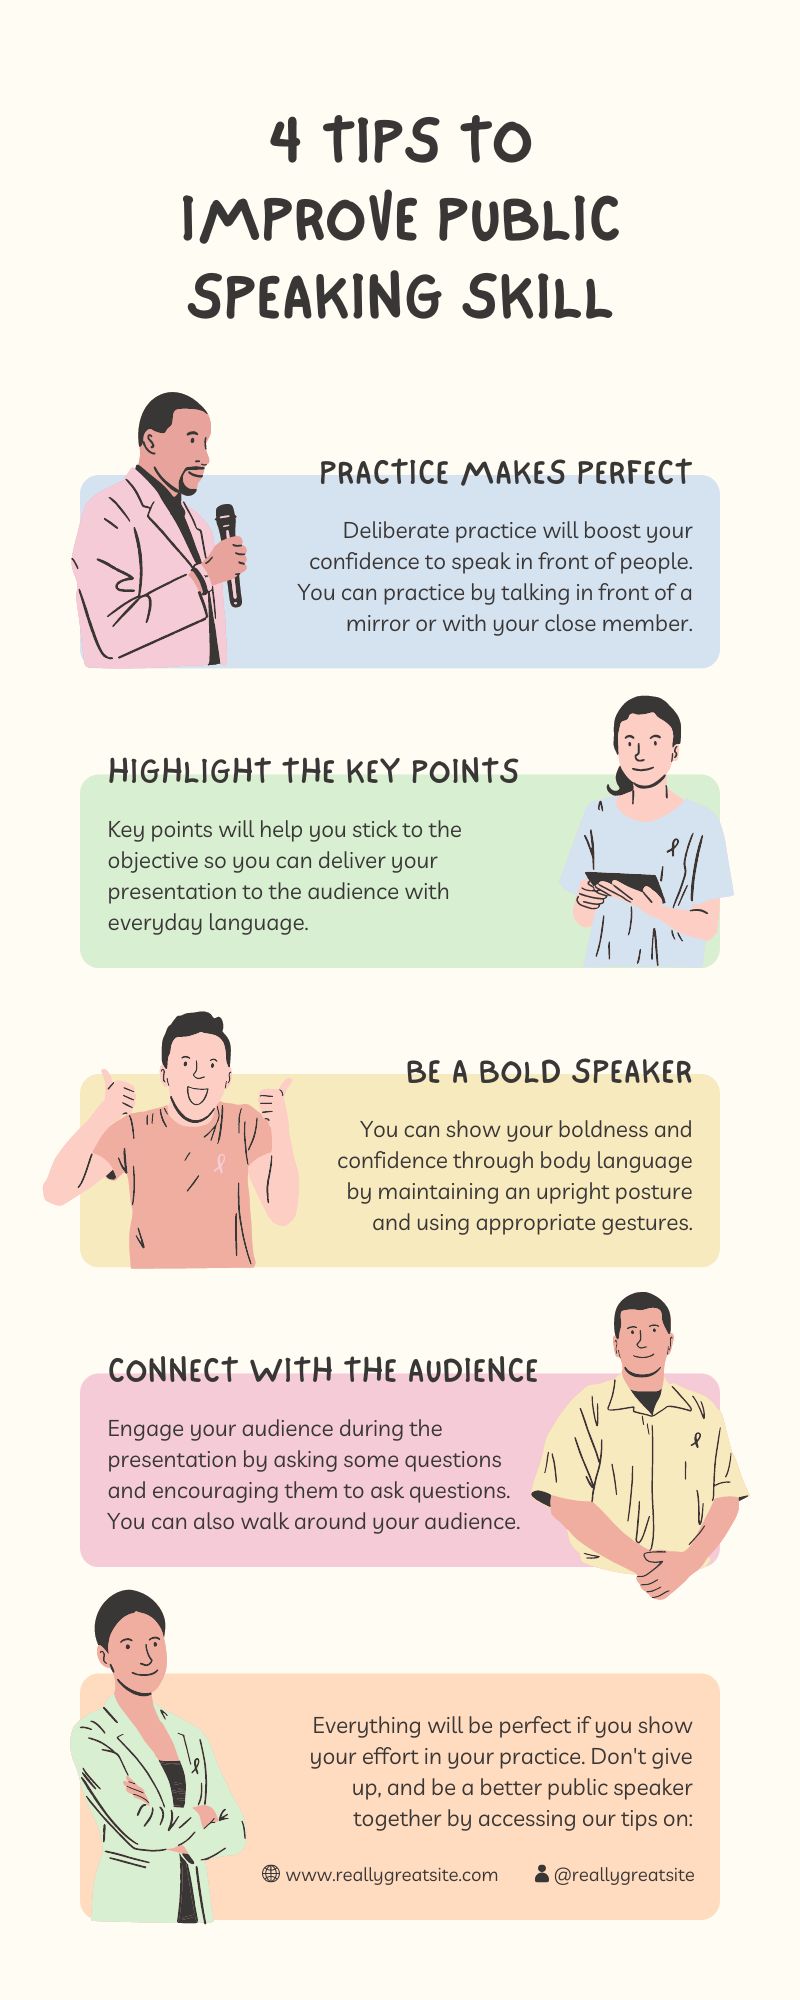 4 TIPS TO
IMPROVE PUBLIC
SPEAKING SKILL
PRACTICE MAKES PERFECT
Deliberate practice will boost your
confidence to speak in front of people.
You can practice by talking in front of a
mirror or with your close member.
HIGHLIGHT THE KEY POINTS
Key points will help you stick to the
objective so you can deliver your
presentation to the audience with
everyday language.
BE A BOLD SPEAKER
You can show your boldness and
confidence through body language
by maintaining an upright posture
and using appropriate gestures.
CONNECT WITH THE AUDIENCE
Engage your audience during the
presentation by asking some questions
and encouraging them to ask questions.
You can also walk around your audience.
Everything will be perfect if you show
your effort in your practice. Don't give
up, and be a better public speaker
together by accessing our tips on:
www.reallygreatsite.com @reallygreatsite